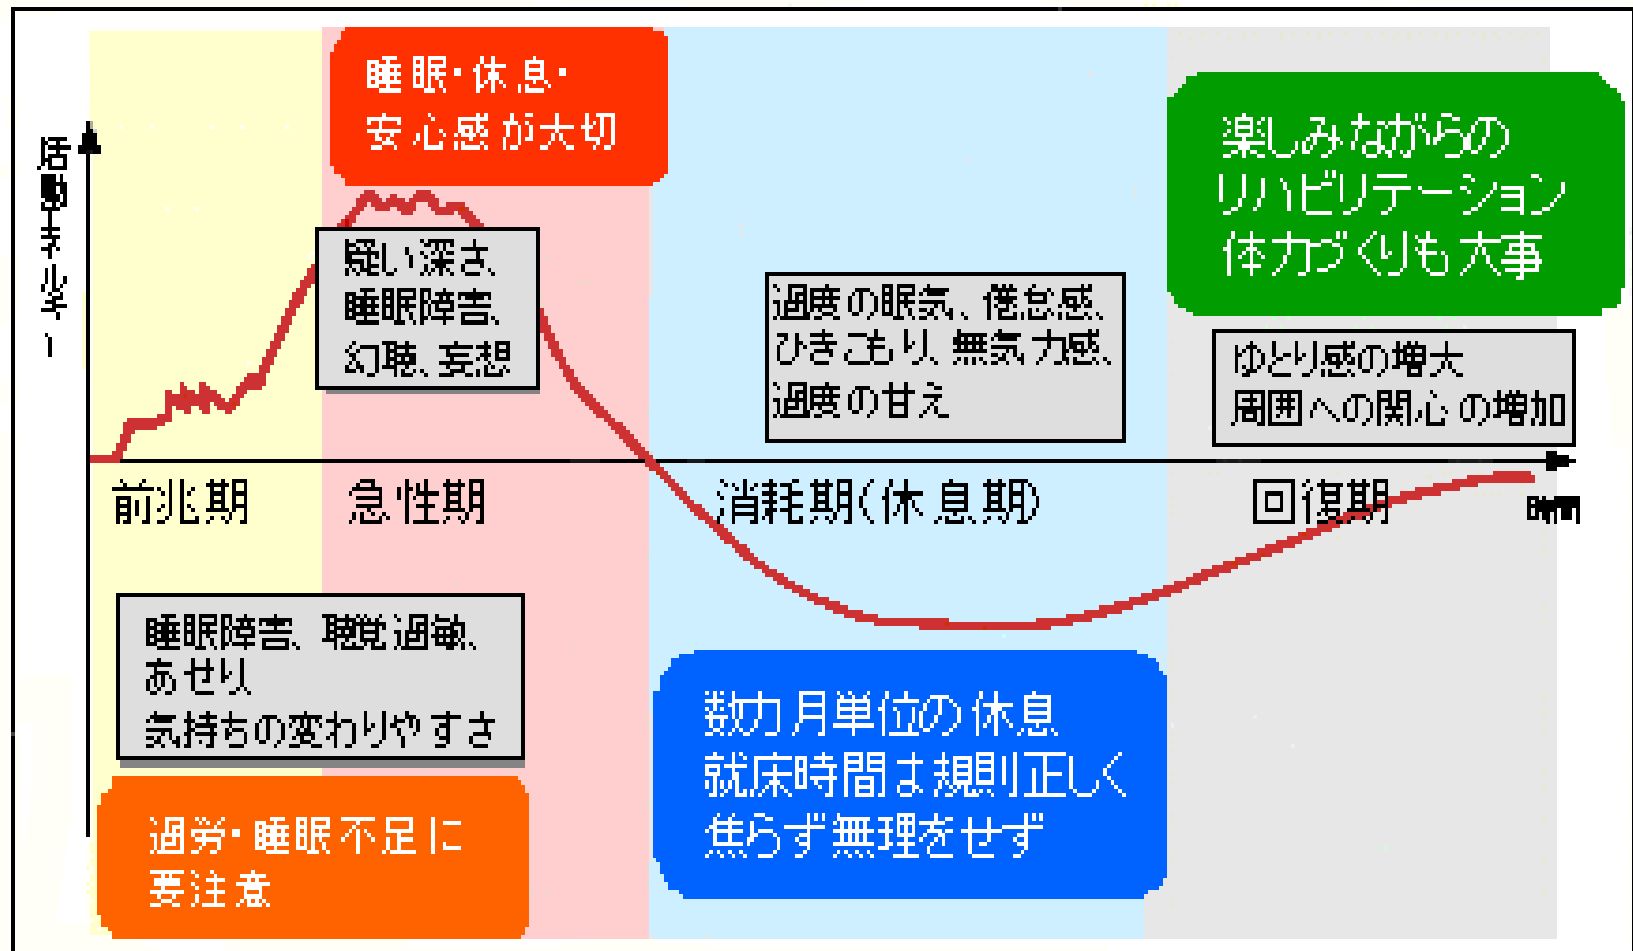 睡眠・休息・
安心感が大切
楽しみながらの
リハビリテーション
体力づくりも大事
活動エネルギー
疑い深さ、
睡眠障害、
幻聴、妄想
過度の眠気、倦怠感、
ひきこもり、無気力感、
過度の甘え
ゆとり感の増大
周囲への関心の増加
前兆期
急性期
消耗期(休息期)
回復期
時間
睡眠障害、聴覚過敏、
あせり、
気持ちの変わりやすさ
数カ月単位の休息
就床時間は規則正しく
焦らず無理をせず
過労・睡眠不足に
要注意